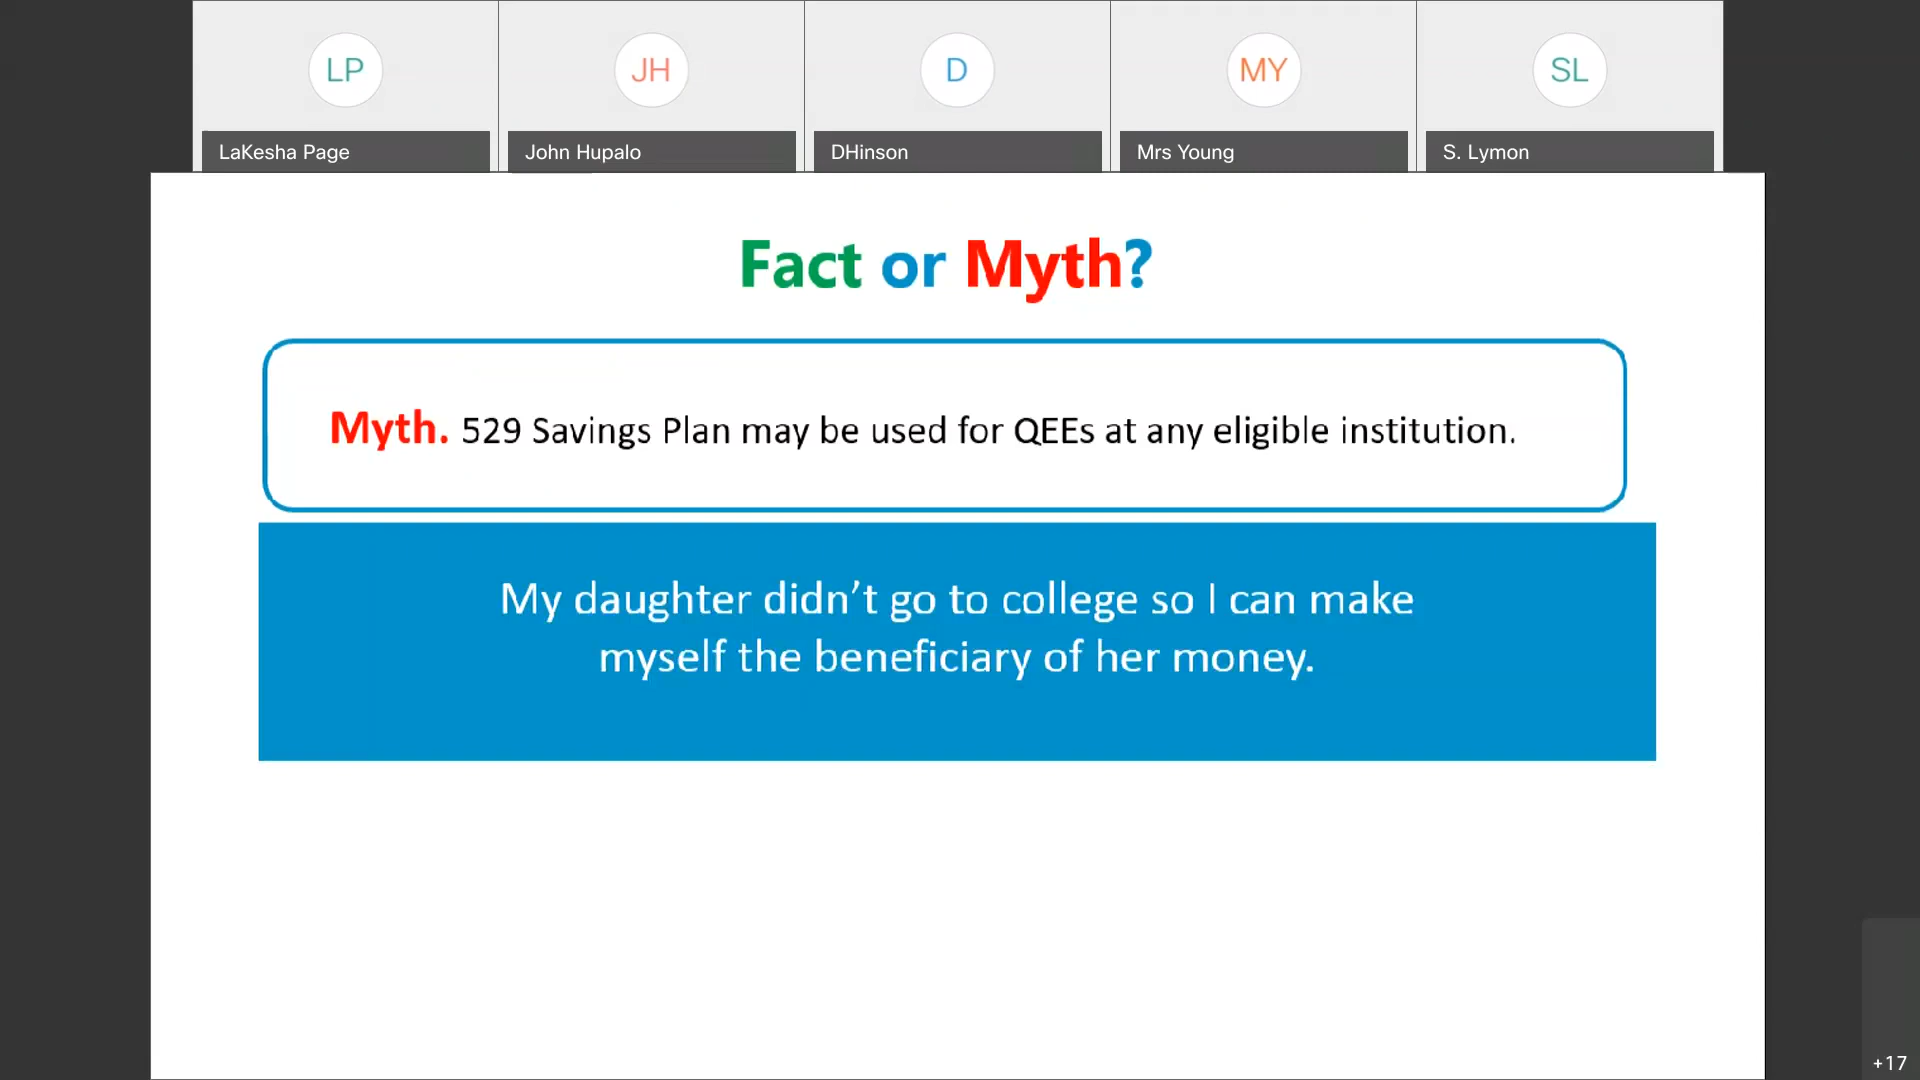 LP
JH
D
MY
SL
LaKesha Page
John Hupalo
DHinson
Mrs Young
S. Lymon
Fact or Myth?
Myth. 529 Savings Plan may be used for QEEs at any eligible institution.
My daughter didn’t go to college so I can make
myself the beneficiary of her money.
+17